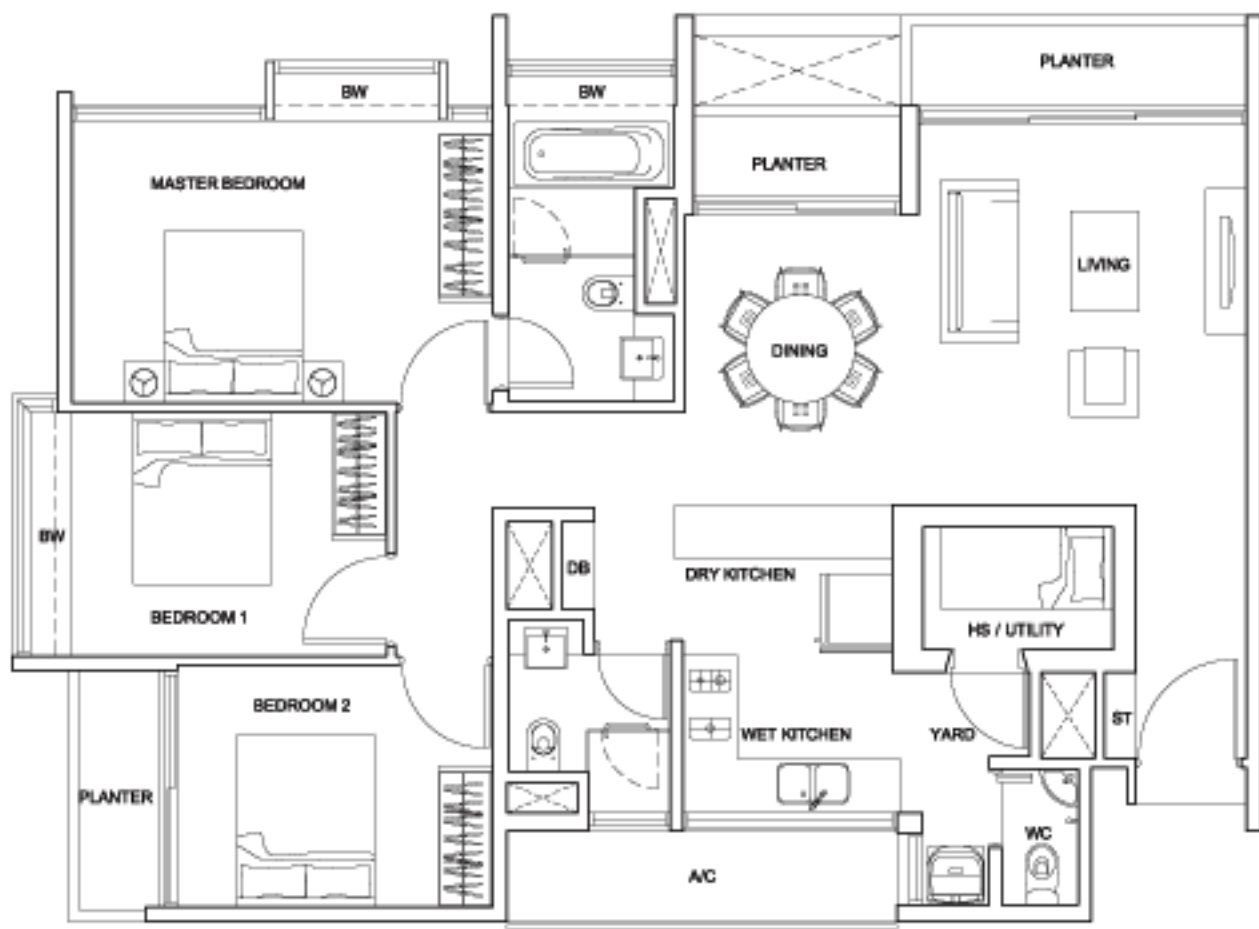 PLANTER
BW
BW
MASTER BEDROOM
PLANTER
LIVING
DINING
BW
DB
DRY KITCHEN
BEDROOM 1
HS / UTILITY
BEDROOM 2
ST
WET KITCHEN
YARD
PLANTER
WC
A/C